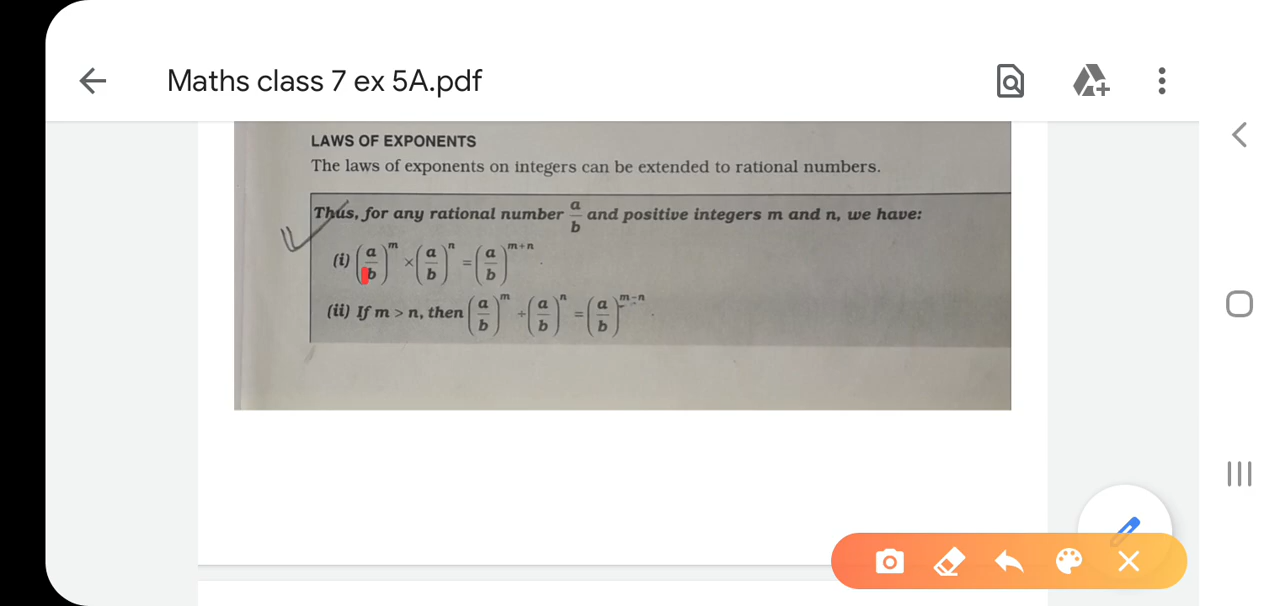 Maths class 7 ex 5A.pdf
LAWS OF EXPONENTS
The laws of exponents on integers can be extended to rational numbers.
Thus, for any rational number a/b and positive integers m and n, we have:
(i) (a/b)^m × (a/b)^n = (a/b)^m+n
(ii) If m > n, then (a/b)^m ÷ (a/b)^n = (a/b)^m−n